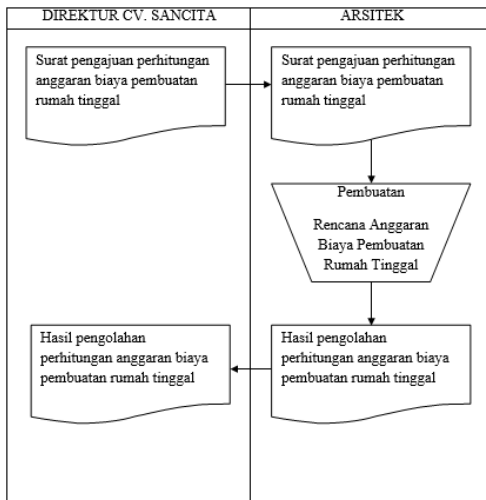 DIREKTUR CV. SANCITA
ARSITEK
Surat pengajuan perhitungan
anggaran biaya pembuatan
rumah tinggal
Surat pengajuan perhitungan
anggaran biaya pembuatan
rumah tinggal
Pembuatan
Rencana Anggaran
Biaya Pembuatan
Rumah Tinggal
Hasil pengolahan
perhitungan anggaran biaya
pembuatan rumah tinggal
Hasil pengolahan
perhitungan anggaran biaya
pembuatan rumah tinggal